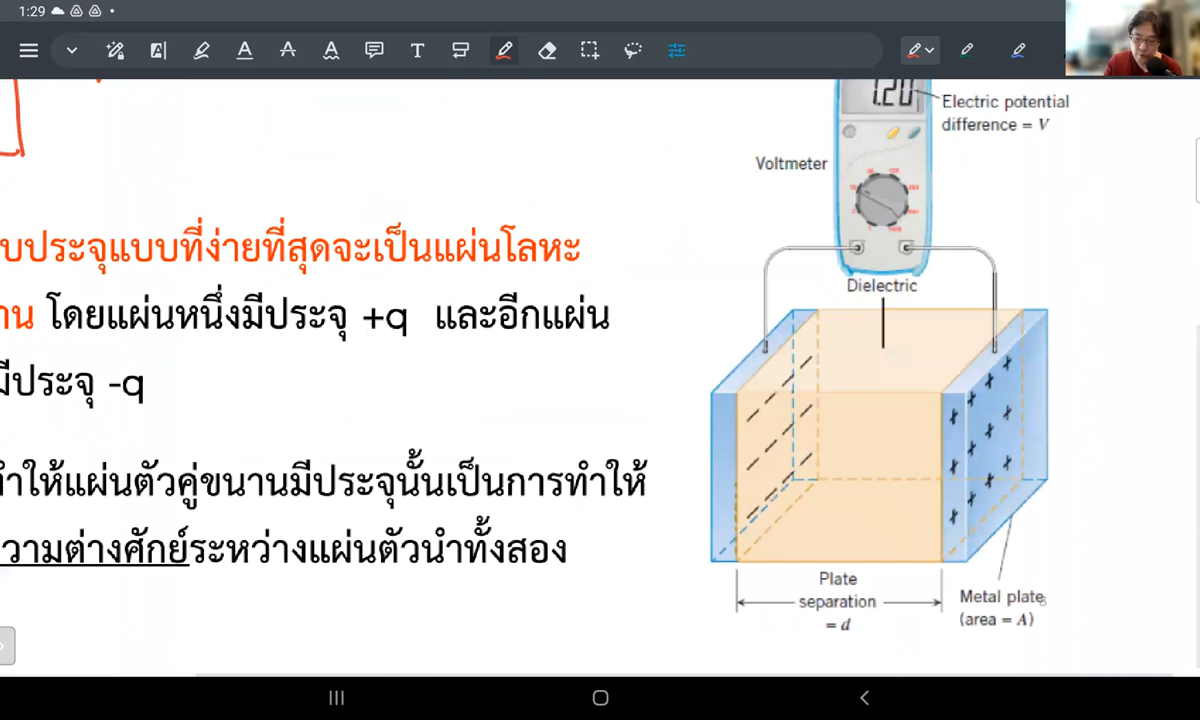 1:29
1.20
Electric potential
difference = V
Voltmeter
บประจุแบบที่ง่ายที่สุดจะเป็นแผ่นโลหะ
Dielectric
าน โดยแผ่นหนึ่งมีประจุ +q และอีกแผ่น
มีประจุ -q
ทำให้แผ่นตัวคู่ขนานมีประจุนั้นเป็นการทำให้
วามต่างศักย์ระหว่างแผ่นตัวนำทั้งสอง
Plate
separation
= d
Metal plate
(area = A)